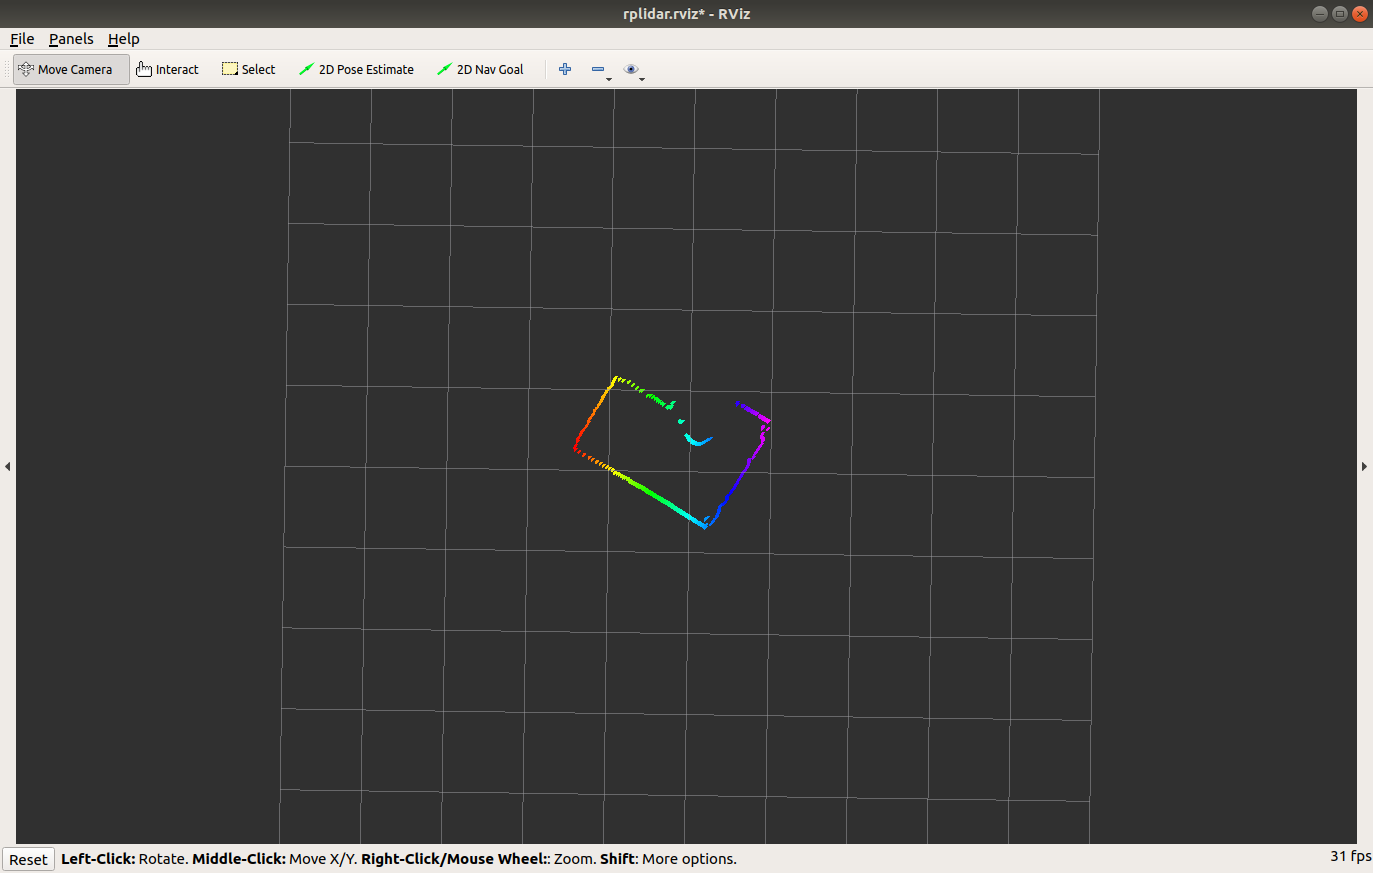 rplidar.rviz* - RViz
File Panels Help
Move Camera Interact Select 2D Pose Estimate 2D Nav Goal
Reset Left-Click: Rotate. Middle-Click: Move X/Y. Right-Click/Mouse Wheel:: Zoom. Shift: More options. 31 fps